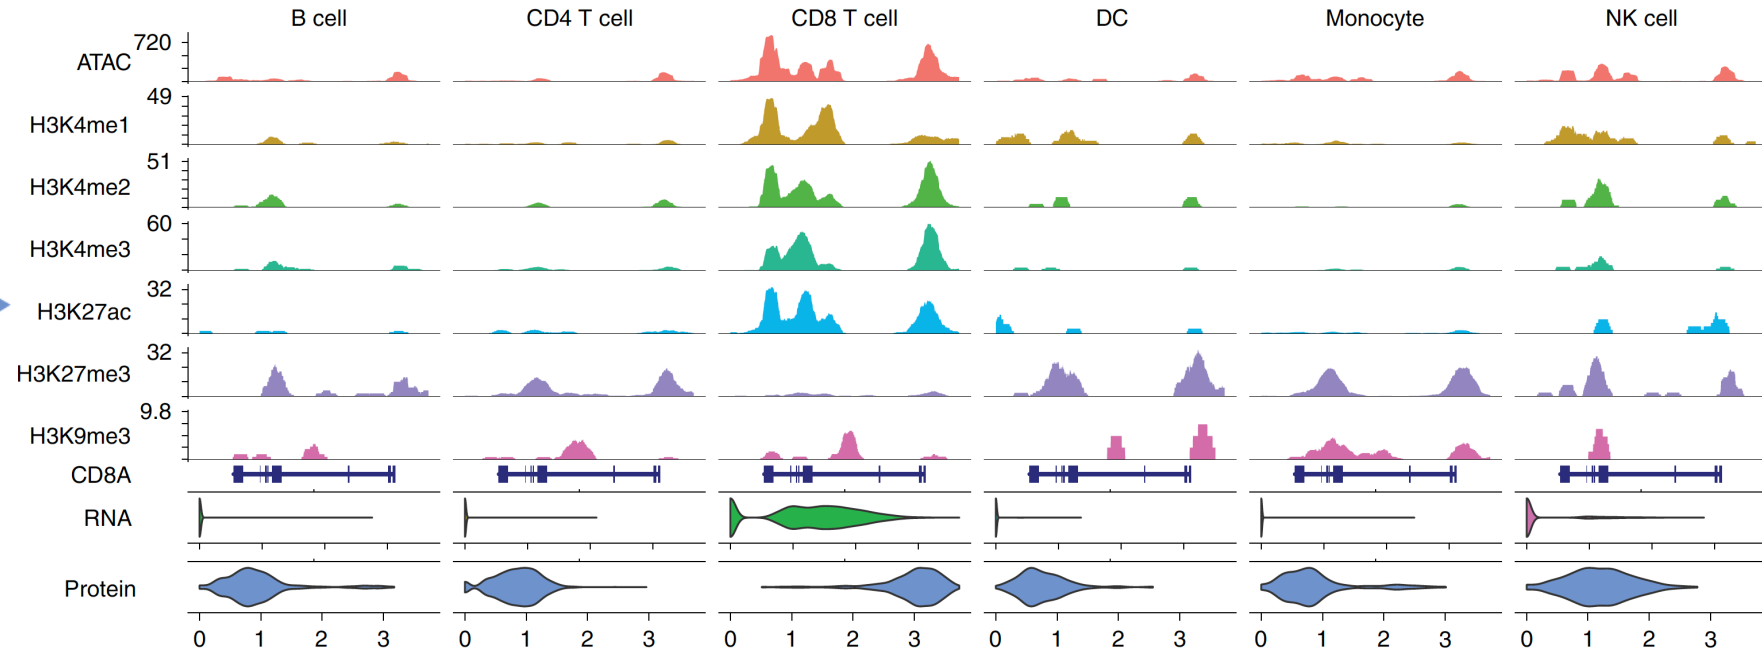 B cell CD4 T cell CD8 T cell DC Monocyte NK cell
720
ATAC
49
H3K4me1
51
H3K4me2
60
H3K4me3
32
H3K27ac
32
H3K27me3
9.8
H3K9me3
CD8A
RNA
Protein
0 1 2 3 0 1 2 3 0 1 2 3 0 1 2 3 0 1 2 3 0 1 2 3